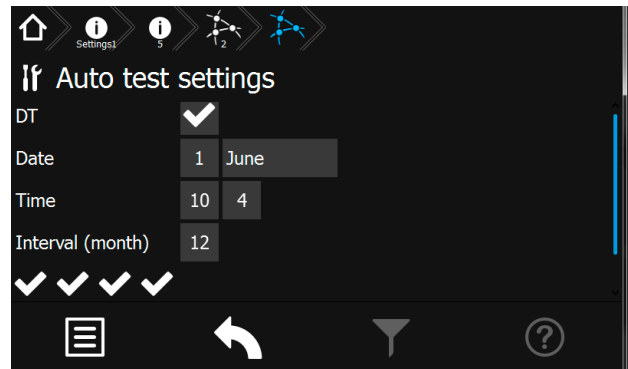 Settings1 5 2
Auto test settings
DT
Date 1 June
Time 10 4
Interval (month) 12